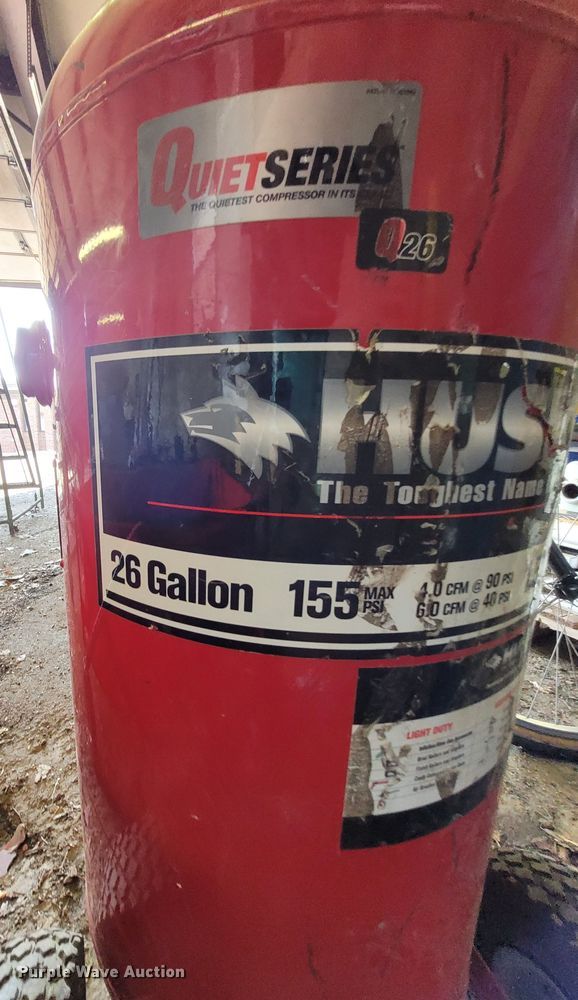 QUIETSERIES
THE QUIETEST COMPRESSOR IN ITS
Q26
HUS
The Toughest Name
26 Gallon 155 MAX PSI
4.0 CFM @ 90 PSI
6.0 CFM @ 40 PSI
LIGHT DUTY
Purple Wave Auction